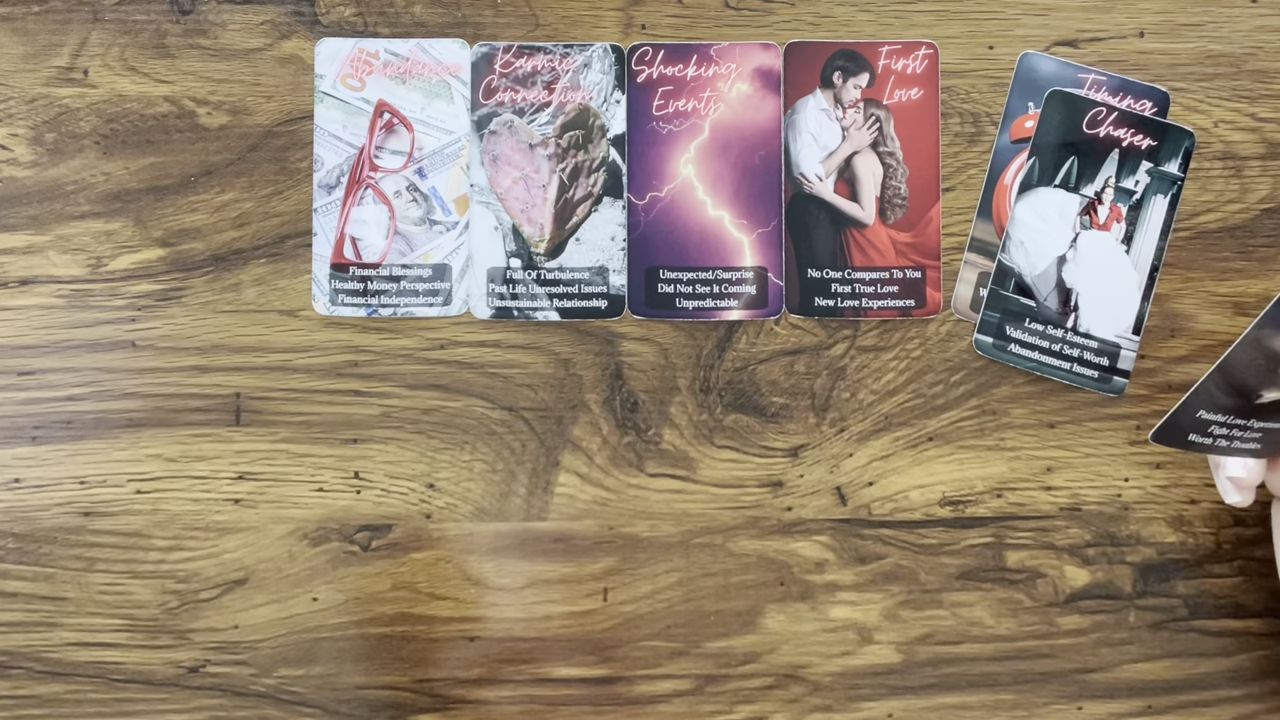 Abundance
Financial Blessings
Healthy Money Perspective
Financial Independence
Karmic
Connection
Full Of Turbulence
Past Life Unresolved Issues
Unsustainable Relationship
Shocking
Events
Unexpected/Surprise
Did Not See It Coming
Unpredictable
First
Love
No One Compares To You
First True Love
New Love Experiences
Timing
Chaser
Low Self-Esteem
Validation of Self-Worth
Abandonment Issues
Painful Love
Fight For Love
Worth The Troubles